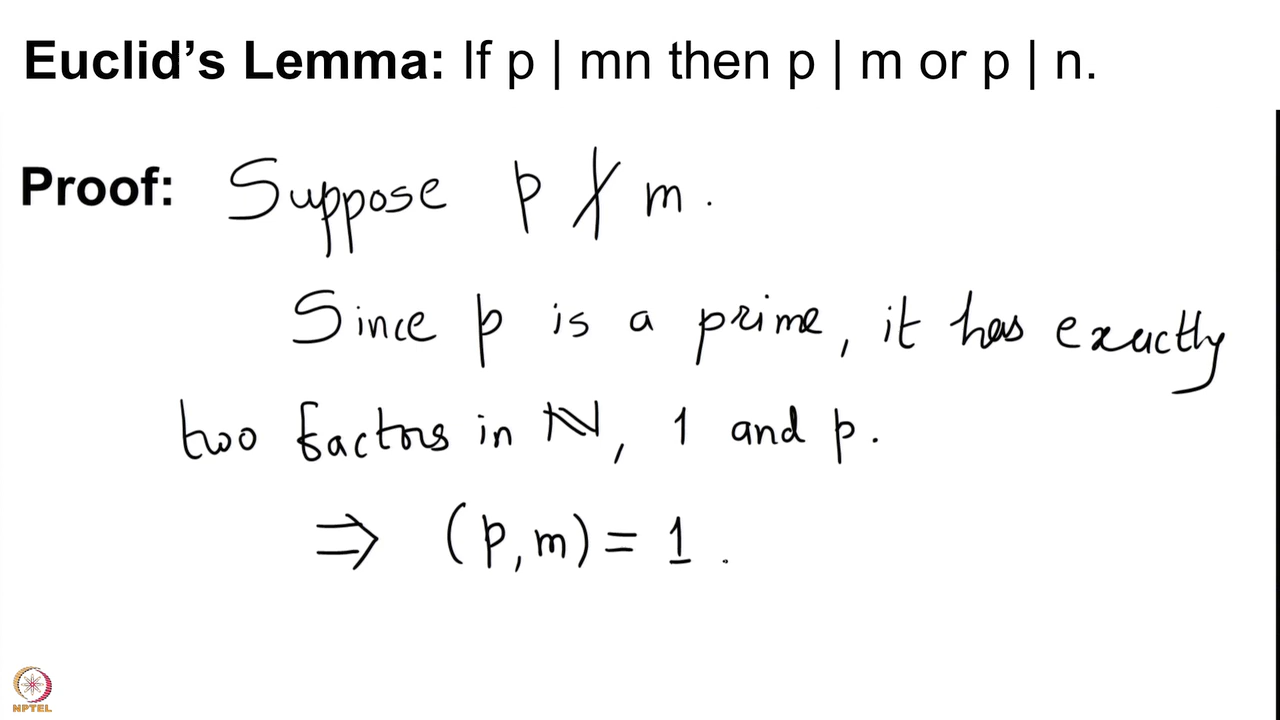 Euclid’s Lemma: If p | mn then p | m or p | n.
Proof: Suppose p ∤ m.
Since p is a prime, it has exactly
two factors in ℕ, 1 and p.
⇒ (p, m) = 1.
NPTEL